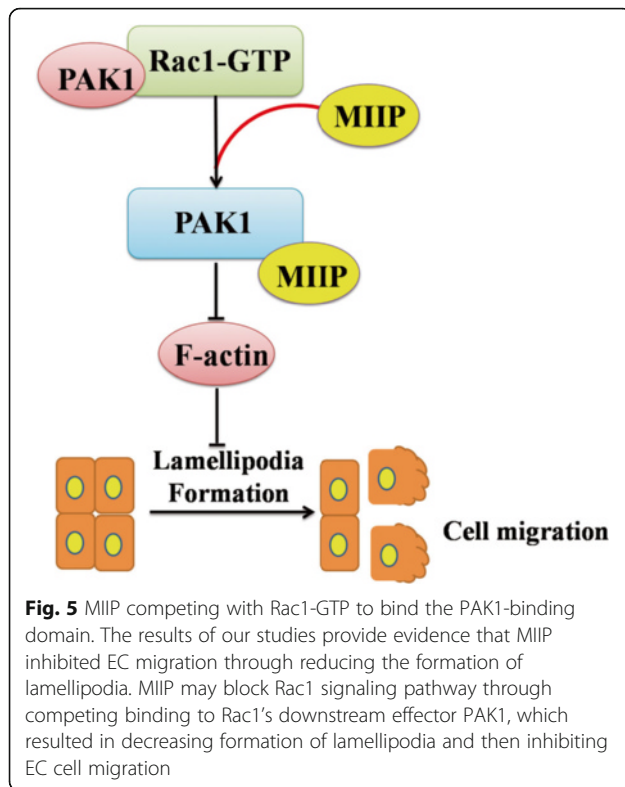 PAK1
Rac1-GTP
MIIP
PAK1
MIIP
F-actin
Lamellipodia
Formation
Cell migration
Fig. 5 MIIP competing with Rac1-GTP to bind the PAK1-binding
domain. The results of our studies provide evidence that MIIP
inhibited EC migration through reducing the formation of
lamellipodia. MIIP may block Rac1 signaling pathway through
competing binding to Rac1's downstream effector PAK1, which
resulted in decreasing formation of lamellipodia and then inhibiting
EC cell migration